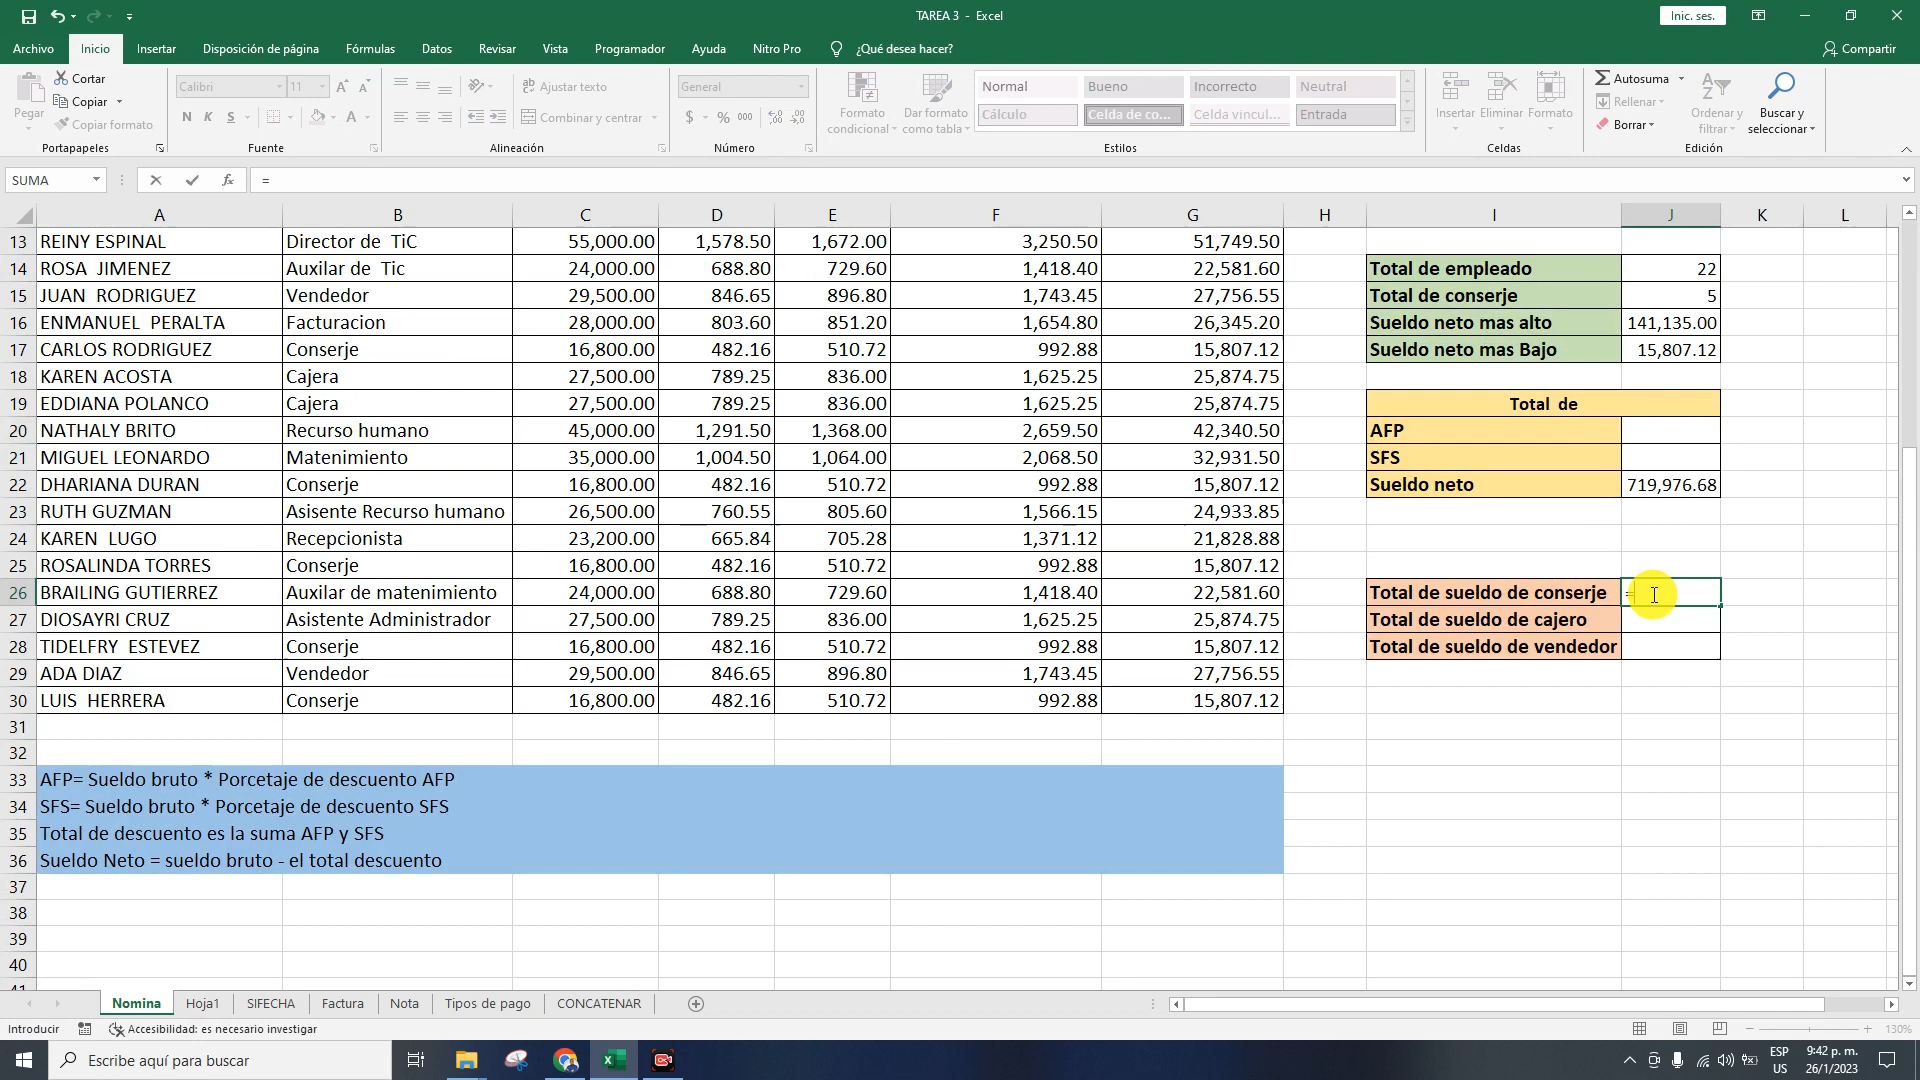 TAREA 3 - Excel
Inic. ses.
Archivo Inicio Insertar Disposición de página Fórmulas Datos Revisar Vista Programador Ayuda Nitro Pro ¿Qué desea hacer? Compartir
Pegar
Cortar
Copiar
Copiar formato
Portapapeles
Calibri 11
N K S
Fuente
Ajustar texto
Combinar y centrar
Alineación
General
$ % 000
Número
Formato condicional
Dar formato como tabla
Normal Bueno Incorrecto Neutral
Cálculo Celda de co... Celda vincul... Entrada
Estilos
Insertar Eliminar Formato
Celdas
Autosuma
Rellenar
Borrar
Ordenar y filtrar
Buscar y seleccionar
Edición
SUMA fx =
A B C D E F G H I J K L
13 REINY ESPINAL Director de TiC 55,000.00 1,578.50 1,672.00 3,250.50 51,749.50
14 ROSA JIMENEZ Auxilar de Tic 24,000.00 688.80 729.60 1,418.40 22,581.60 Total de empleado 22
15 JUAN RODRIGUEZ Vendedor 29,500.00 846.65 896.80 1,743.45 27,756.55 Total de conserje 5
16 ENMANUEL PERALTA Facturacion 28,000.00 803.60 851.20 1,654.80 26,345.20 Sueldo neto mas alto 141,135.00
17 CARLOS RODRIGUEZ Conserje 16,800.00 482.16 510.72 992.88 15,807.12 Sueldo neto mas Bajo 15,807.12
18 KAREN ACOSTA Cajera 27,500.00 789.25 836.00 1,625.25 25,874.75
19 EDDIANA POLANCO Cajera 27,500.00 789.25 836.00 1,625.25 25,874.75 Total de
20 NATHALY BRITO Recurso humano 45,000.00 1,291.50 1,368.00 2,659.50 42,340.50 AFP
21 MIGUEL LEONARDO Matenimiento 35,000.00 1,004.50 1,064.00 2,068.50 32,931.50 SFS
22 DHARIANA DURAN Conserje 16,800.00 482.16 510.72 992.88 15,807.12 Sueldo neto 719,976.68
23 RUTH GUZMAN Asisente Recurso humano 26,500.00 760.55 805.60 1,566.15 24,933.85
24 KAREN LUGO Recepcionista 23,200.00 665.84 705.28 1,371.12 21,828.88
25 ROSALINDA TORRES Conserje 16,800.00 482.16 510.72 992.88 15,807.12
26 BRAILING GUTIERREZ Auxilar de matenimiento 24,000.00 688.80 729.60 1,418.40 22,581.60 Total de sueldo de conserje =
27 DIOSAYRI CRUZ Asistente Administrador 27,500.00 789.25 836.00 1,625.25 25,874.75 Total de sueldo de cajero
28 TIDELFRY ESTEVEZ Conserje 16,800.00 482.16 510.72 992.88 15,807.12 Total de sueldo de vendedor
29 ADA DIAZ Vendedor 29,500.00 846.65 896.80 1,743.45 27,756.55
30 LUIS HERRERA Conserje 16,800.00 482.16 510.72 992.88 15,807.12
31
32
33 AFP= Sueldo bruto * Porcetaje de descuento AFP
34 SFS= Sueldo bruto * Porcetaje de descuento SFS
35 Total de descuento es la suma AFP y SFS
36 Sueldo Neto = sueldo bruto - el total descuento
37
38
39
40
41
Nomina Hoja1 SIFECHA Factura Nota Tipos de pago CONCATENAR
Introducir Accesibilidad: es necesario investigar 130%
Escribe aquí para buscar
ESP
US
9:42 p. m.
26/1/2023